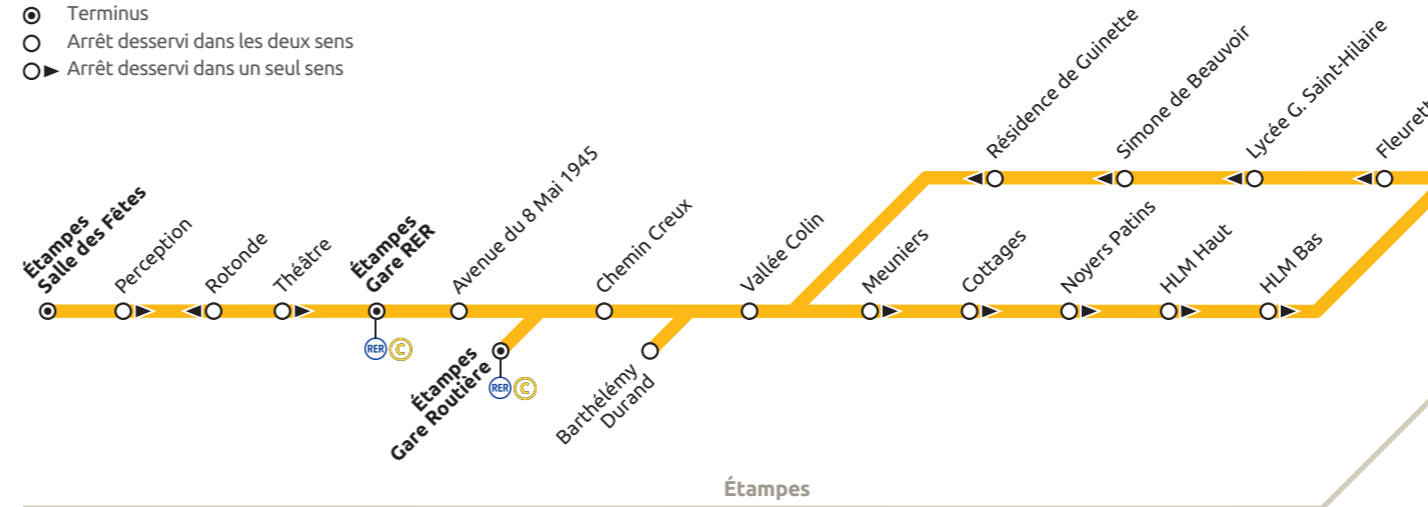 Terminus
Arrêt desservi dans les deux sens
Arrêt desservi dans un seul sens
Étampes
Salle des Fêtes
Perception
Rotonde
Théâtre
Étampes
Gare RER
RER C
Avenue du 8 Mai 1945
Étampes
Gare Routière
RER C
Chemin Creux
Barthélémy
Durand
Vallée Colin
Résidence de Guinette
Simone de Beauvoir
Lycée G. Saint-Hilaire
Fleurett
Meuniers
Cottages
Noyers Patins
HLM Haut
HLM Bas
Étampes